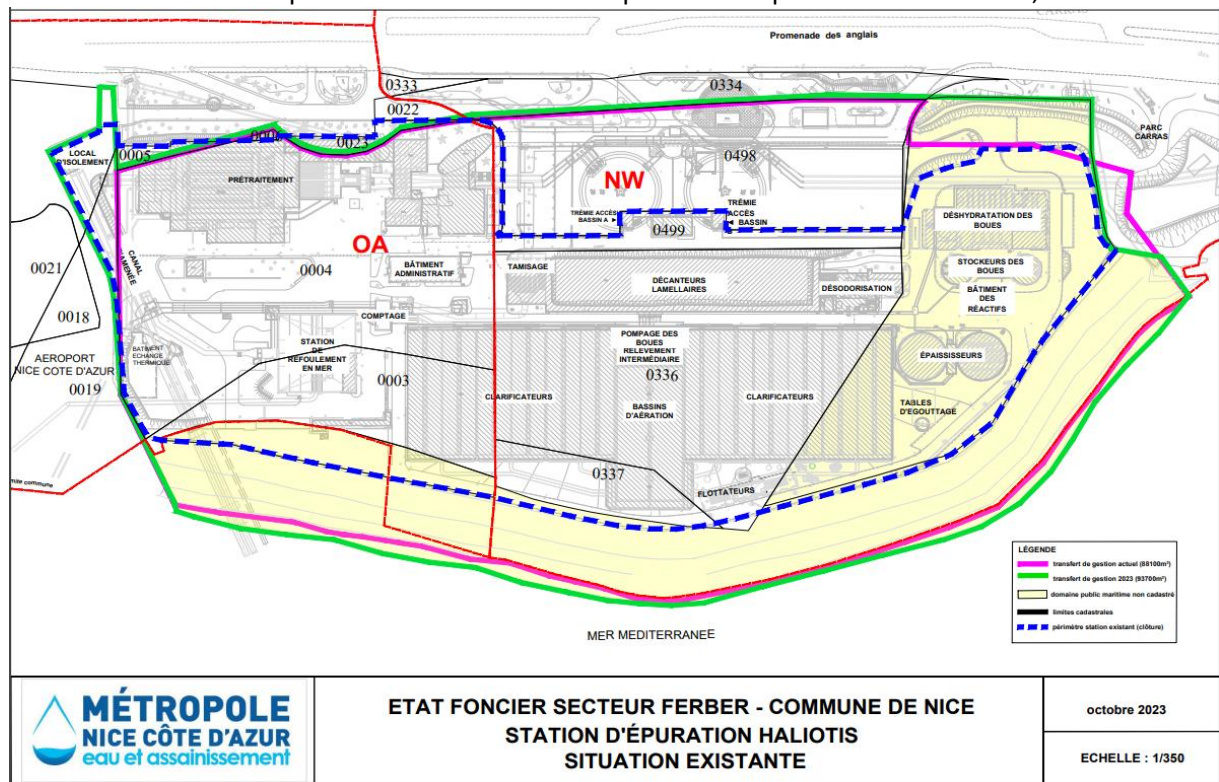 Promenade des anglais
CARRAS
0333
0334
0022
0005
0023
LOCAL
D'ISOLEMENT
PARC
CARRAS
PRÉTRAITEMENT
NW
0498
TRÉMIE ACCÈS
BASSIN A
TRÉMIE
ACCÈS
BASSIN
0499
DÉSHYDRATATION DES
BOUES
OA
0021
CANAL
AMENÉE
0004
BÂTIMENT
ADMINISTRATIF
TAMISAGE
DÉCANTEURS
LAMELLAIRES
DÉSODORISATION
STOCKEURS DES
BOUES
BÂTIMENT
DES
RÉACTIFS
0018
COMPTAGE
AEROPORT
NICE COTE D'AZUR
0019
BATIMENT
ECHANGE
THERMIQUE
STATION
DE
REFOULEMENT
EN MER
0003
POMPAGE DES
BOUES
RELEVEMENT
INTERMÉDIAIRE
0336
ÉPAISSISSEURS
CLARIFICATEURS
BASSINS
D'AÉRATION
CLARIFICATEURS
TABLES
D'EGOUTTAGE
0337
FLOTTATEURS
limite commune
LÉGENDE
transfert de gestion actuel (88100m²)
transfert de gestion 2023 (93700m²)
domaine public maritime non cadastré
limites cadastrales
périmètre station existant (clôture)
MER MEDITERRANEE
MÉTROPOLE
NICE CÔTE D'AZUR
eau et assainissement
ETAT FONCIER SECTEUR FERBER - COMMUNE DE NICE
STATION D'ÉPURATION HALIOTIS
SITUATION EXISTANTE
octobre 2023
ECHELLE : 1/350